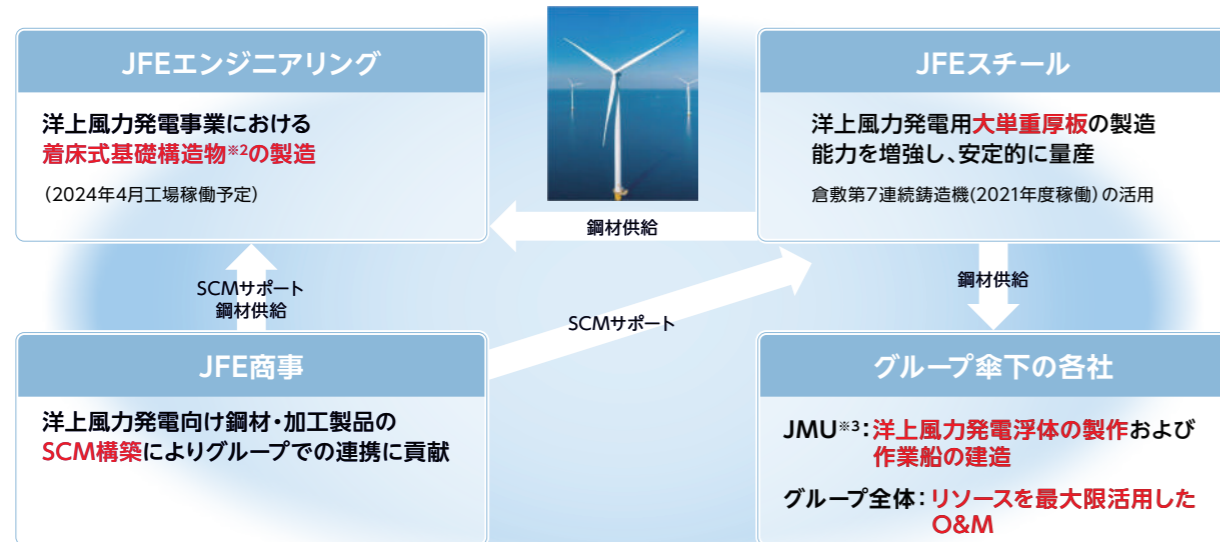 JFEエンジニアリング
洋上風力発電事業における
着床式基礎構造物※2の製造
(2024年4月工場稼働予定)
JFEスチール
洋上風力発電用大単重厚板の製造
能力を増強し、安定的に量産
倉敷第7連続鋳造機(2021年度稼働)の活用
鋼材供給
SCMサポート
鋼材供給
SCMサポート
鋼材供給
JFE商事
洋上風力発電向け鋼材・加工製品の
SCM構築によりグループでの連携に貢献
グループ傘下の各社
JMU※3:洋上風力発電浮体の製作および
作業船の建造
グループ全体:リソースを最大限活用した
O&M